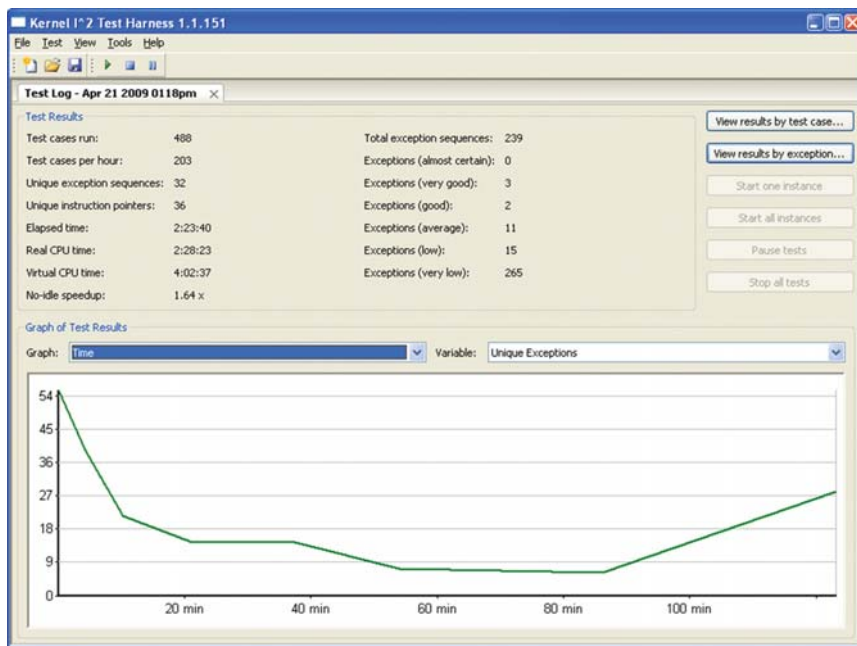 Kernel I^2 Test Harness 1.1.151
File Test View Tools Help
Test Log - Apr 21 2009 0118pm
Test Results
Test cases run: 488
Test cases per hour: 203
Unique exception sequences: 32
Unique instruction pointers: 36
Elapsed time: 2:23:40
Real CPU time: 2:28:23
Virtual CPU time: 4:02:37
No-idle speedup: 1.64 x
Total exception sequences: 239
Exceptions (almost certain): 0
Exceptions (very good): 3
Exceptions (good): 2
Exceptions (average): 11
Exceptions (low): 15
Exceptions (very low): 265
View results by test case...
View results by exception...
Start one instance
Start all instances
Pause tests
Stop all tests
Graph of Test Results
Graph: Time Variable: Unique Exceptions
54
45
36
27
18
9
0
20 min 40 min 60 min 80 min 100 min